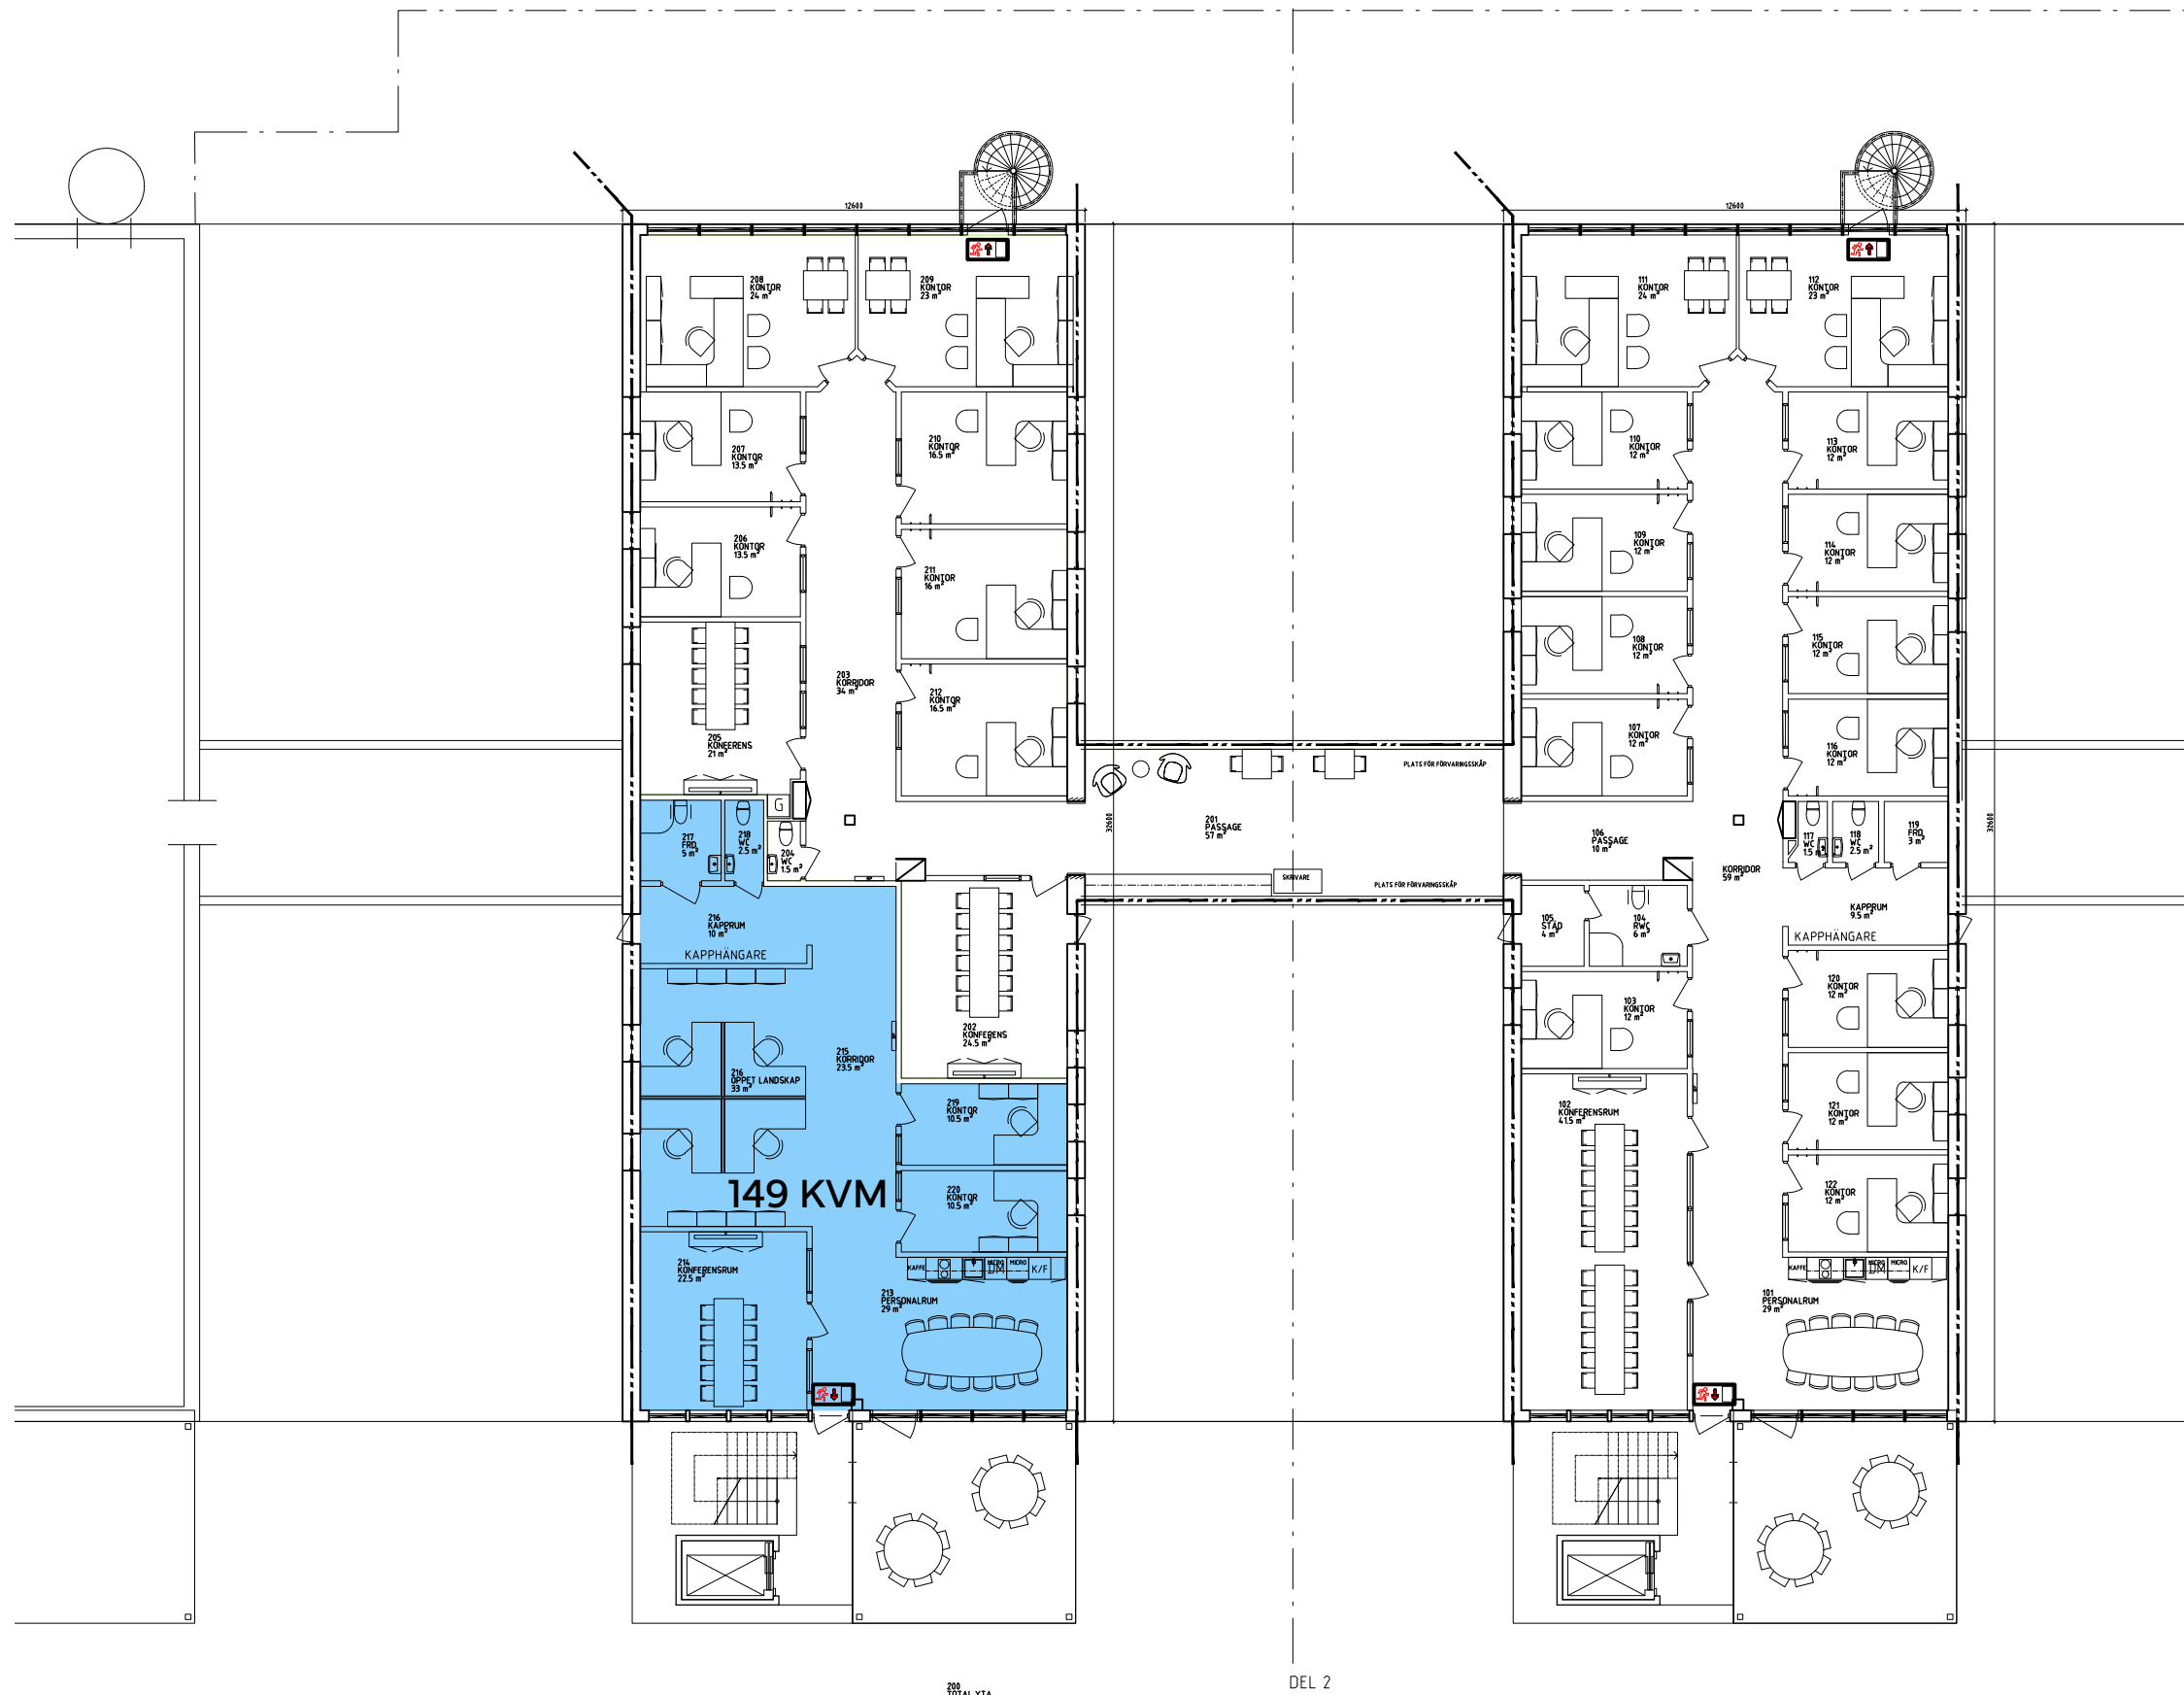 12600
12600
208
KONTOR
24 m²
209
KONTOR
23 m²
111
KONTOR
24 m²
112
KONTOR
23 m²
207
KONTOR
13.5 m²
210
KONTOR
16.5 m²
110
KONTOR
12 m²
113
KONTOR
12 m²
206
KONTOR
13.5 m²
211
KONTOR
16 m²
109
KONTOR
12 m²
114
KONTOR
12 m²
108
KONTOR
12 m²
115
KONTOR
12 m²
203
KORRIDOR
34 m²
212
KONTOR
16.5 m²
205
KONFERENS
21 m²
107
KONTOR
12 m²
116
KONTOR
12 m²
PLATS FÖR FÖRVARINGSSKÅP
G
32600
32600
201
PASSAGE
57 m²
106
PASSAGE
10 m²
217
FRD
5 m²
218
WC
2.5 m²
204
WC
1.5 m²
117
WC
1.5 m²
118
WC
2.5 m²
119
FRD
3 m²
KORRIDOR
59 m²
SKRIVARE
PLATS FÖR FÖRVARINGSSKÅP
216
KAPPRUM
10 m²
KAPPHÄNGARE
105
STÄD
4 m²
104
RWC
6 m²
KAPPRUM
9.5 m²
KAPPHÄNGARE
103
KONTOR
12 m²
120
KONTOR
12 m²
202
KONFERENS
24.5 m²
215
KORRIDOR
23.5 m²
216
ÖPPET LANDSKAP
33 m²
219
KONTOR
10.5 m²
102
KONFERENSRUM
41.5 m²
121
KONTOR
12 m²
149 KVM
220
KONTOR
10.5 m²
122
KONTOR
12 m²
214
KONFERENSRUM
22.5 m²
KAFFE
MICRO
DM
MICRO
K/F
KAFFE
MICRO
DM
MICRO
K/F
213
PERSONALRUM
29 m²
101
PERSONALRUM
29 m²
DEL 2
200
TOTAL YTA